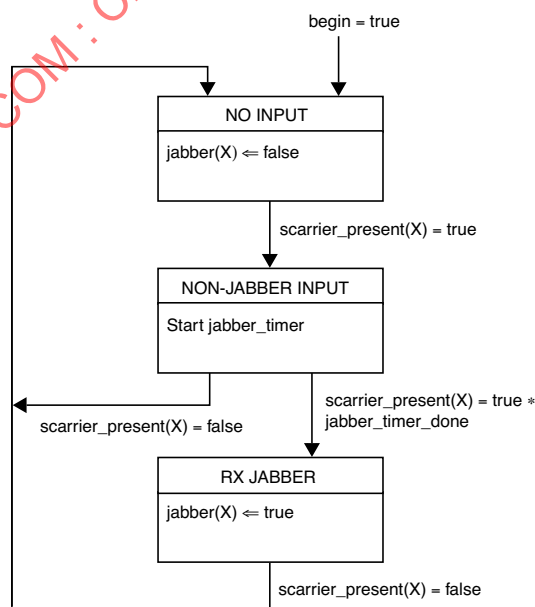 COM : C
begin = true
NO INPUT
jabber(X) ⇐ false
scarrier_present(X) = true
NON-JABBER INPUT
Start jabber_timer
scarrier_present(X) = false
scarrier_present(X) = true *
jabber_timer_done
RX JABBER
jabber(X) ⇐ true
scarrier_present(X) = false